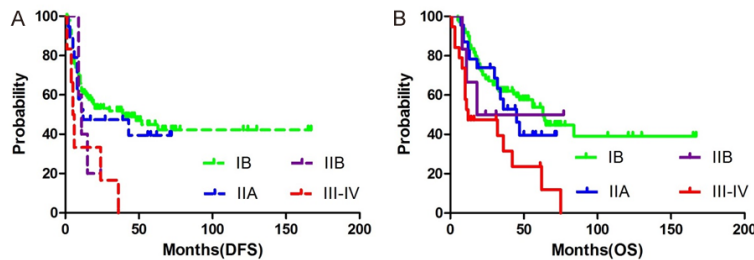 A
Probability
100
80
60
40
20
0
IB
IIB
IIA
III-IV
0 50 100 150 200
Months(DFS)
B
Probability
100
80
60
40
20
0
IB
IIB
IIA
III-IV
0 50 100 150 200
Months(OS)